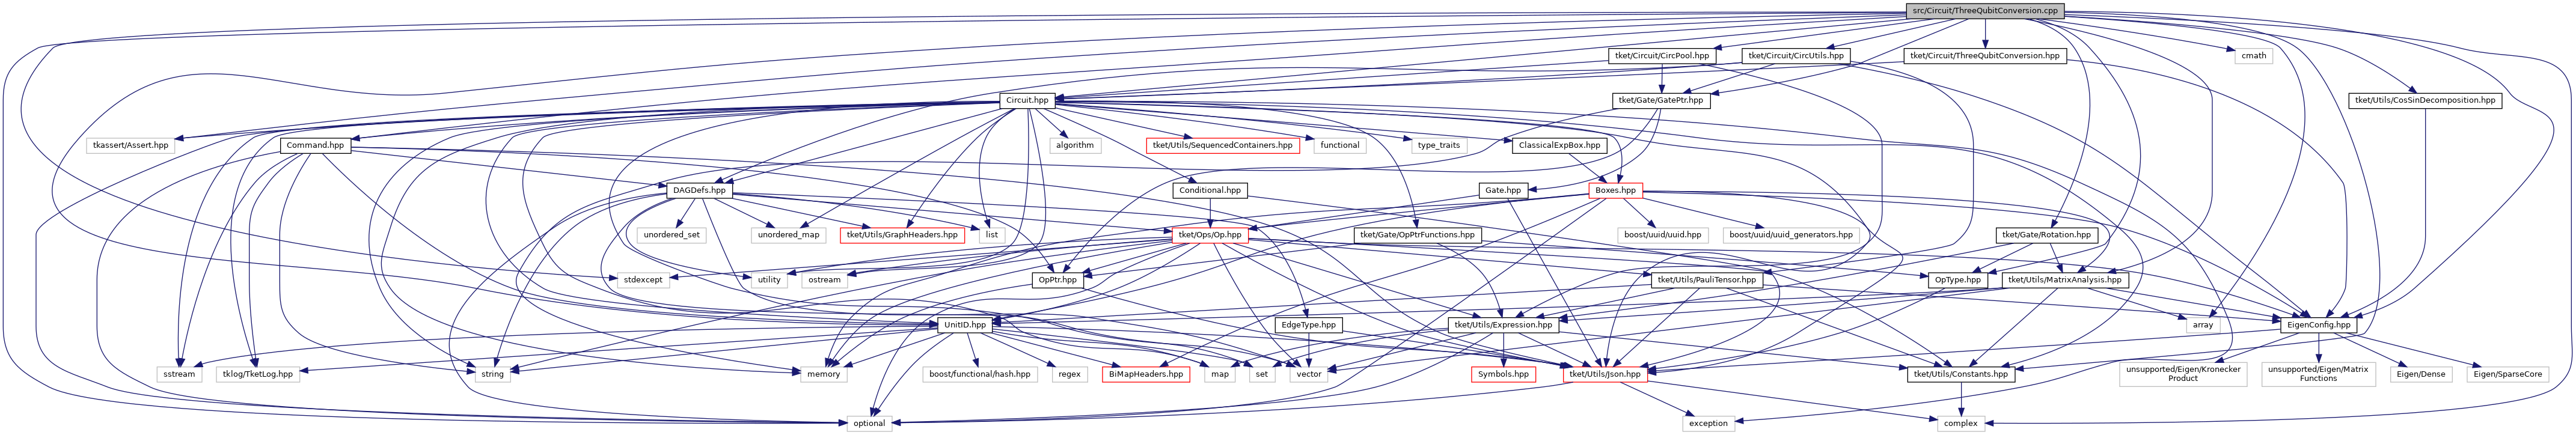 src/Circuit/ThreeQubitConversion.cpp
tket/Circuit/CircPool.hpp
tket/Circuit/CircUtils.hpp
tket/Circuit/ThreeQubitConversion.hpp
cmath
Circuit.hpp
tket/Gate/GatePtr.hpp
tket/Utils/CosSinDecomposition.hpp
tkassert/Assert.hpp
Command.hpp
algorithm
tket/Utils/SequencedContainers.hpp
functional
type_traits
ClassicalExpBox.hpp
DAGDefs.hpp
Conditional.hpp
Gate.hpp
Boxes.hpp
unordered_set
unordered_map
tket/Utils/GraphHeaders.hpp
list
tket/Ops/Op.hpp
tket/Gate/OpPtrFunctions.hpp
boost/uuid/uuid.hpp
boost/uuid/uuid_generators.hpp
tket/Gate/Rotation.hpp
stdexcept
utility
ostream
OpPtr.hpp
tket/Utils/PauliTensor.hpp
OpType.hpp
tket/Utils/MatrixAnalysis.hpp
UnitID.hpp
EdgeType.hpp
tket/Utils/Expression.hpp
array
EigenConfig.hpp
sstream
tklog/TketLog.hpp
string
memory
boost/functional/hash.hpp
regex
BiMapHeaders.hpp
map
set
vector
Symbols.hpp
tket/Utils/Json.hpp
tket/Utils/Constants.hpp
unsupported/Eigen/Kronecker
Product
unsupported/Eigen/Matrix
Functions
Eigen/Dense
Eigen/SparseCore
optional
exception
complex